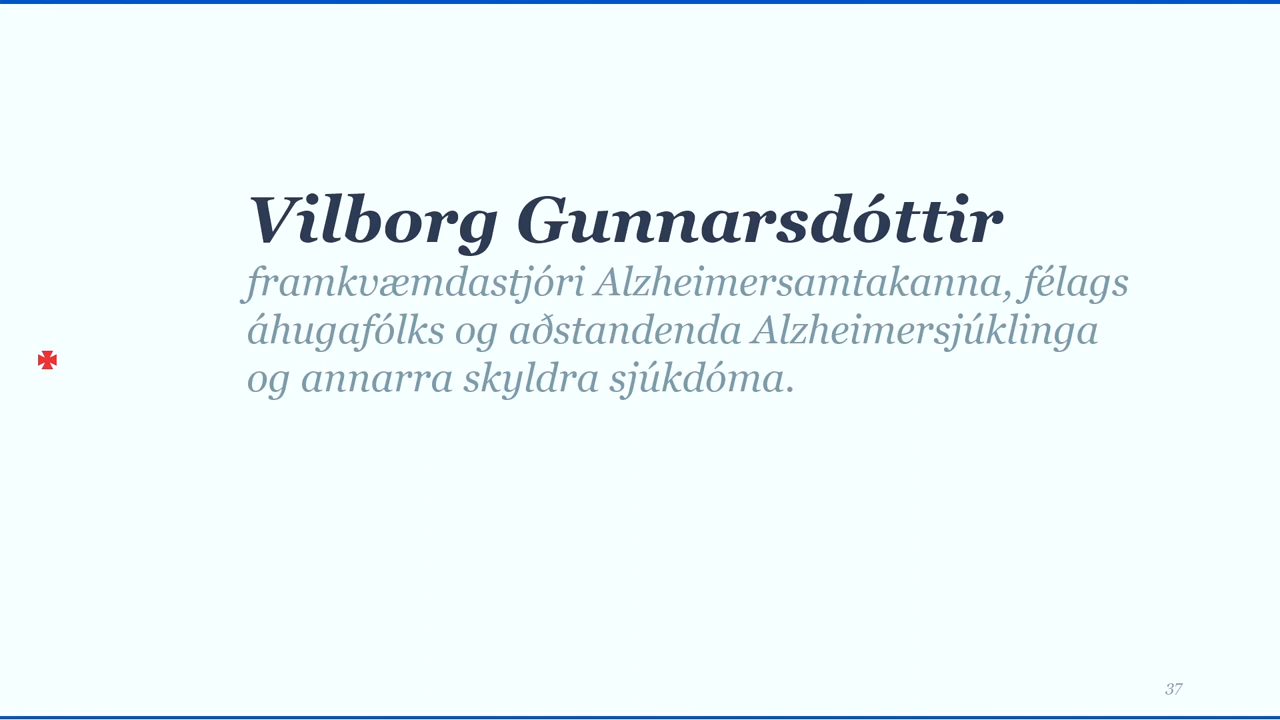 Vilborg Gunnarsdóttir
framkvæmdastjóri Alzheimersamtakanna, félags
áhugafólks og aðstandenda Alzheimersjúklinga
og annarra skyldra sjúkdóma.
37